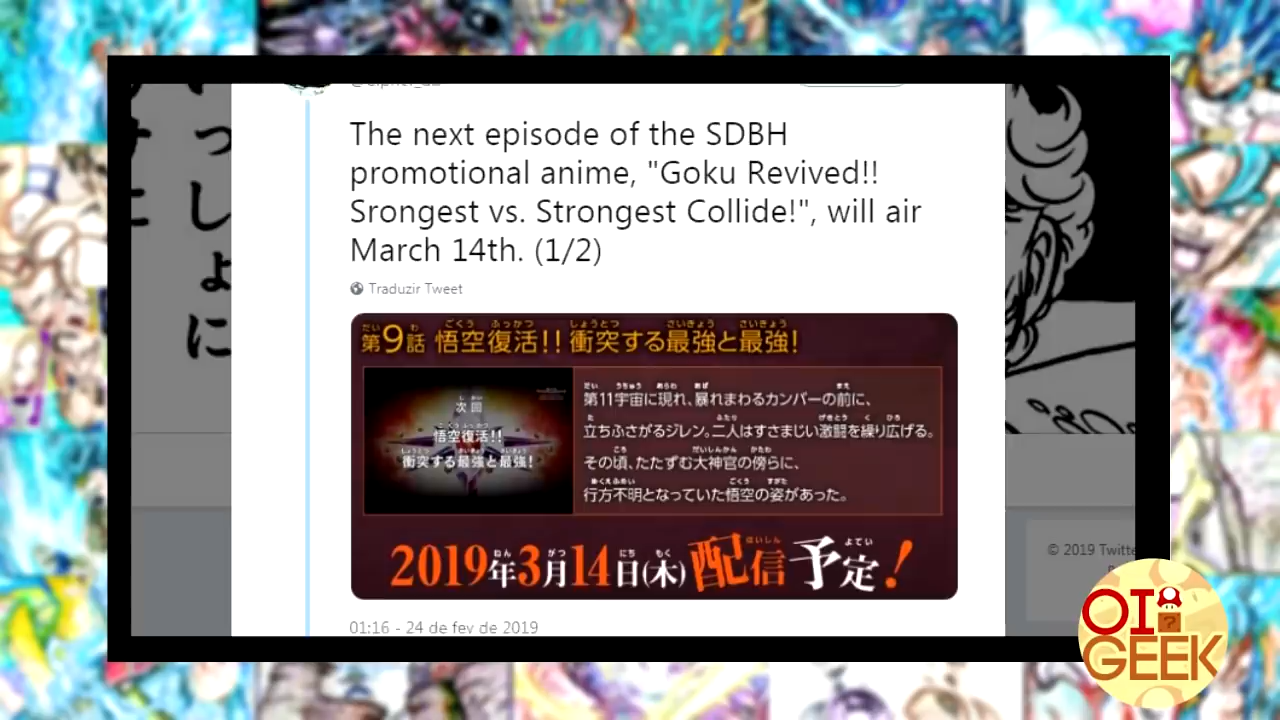 The next episode of the SDBH
promotional anime, "Goku Revived!!
Srongest vs. Strongest Collide!", will air
March 14th. (1/2)
Traduzir Tweet
第9話 悟空復活!! 衝突する最強と最強!
次回
悟空復活!!
衝突する最強と最強!
第11宇宙に現れ、暴れまわるカンバーの前に、
立ちふさがるジレン。二人はすさまじい激闘を繰り広げる。
その頃、たたずむ大神官の傍らに、
行方不明となっていた悟空の姿があった。
2019年3月14日(木)配信予定!
01:16 - 24 de fev de 2019
っしょに
© 2019 Twitte
OI
GEEK